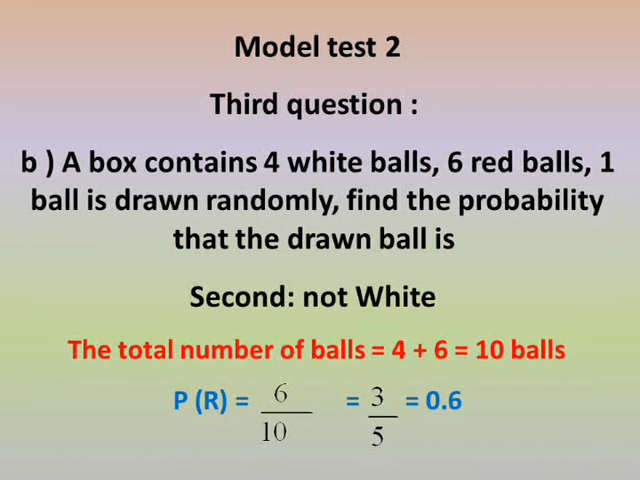 Model test 2
Third question :
b ) A box contains 4 white balls, 6 red balls, 1
ball is drawn randomly, find the probability
that the drawn ball is
Second: not White
The total number of balls = 4 + 6 = 10 balls
P (R) = 6/10 = 3/5 = 0.6